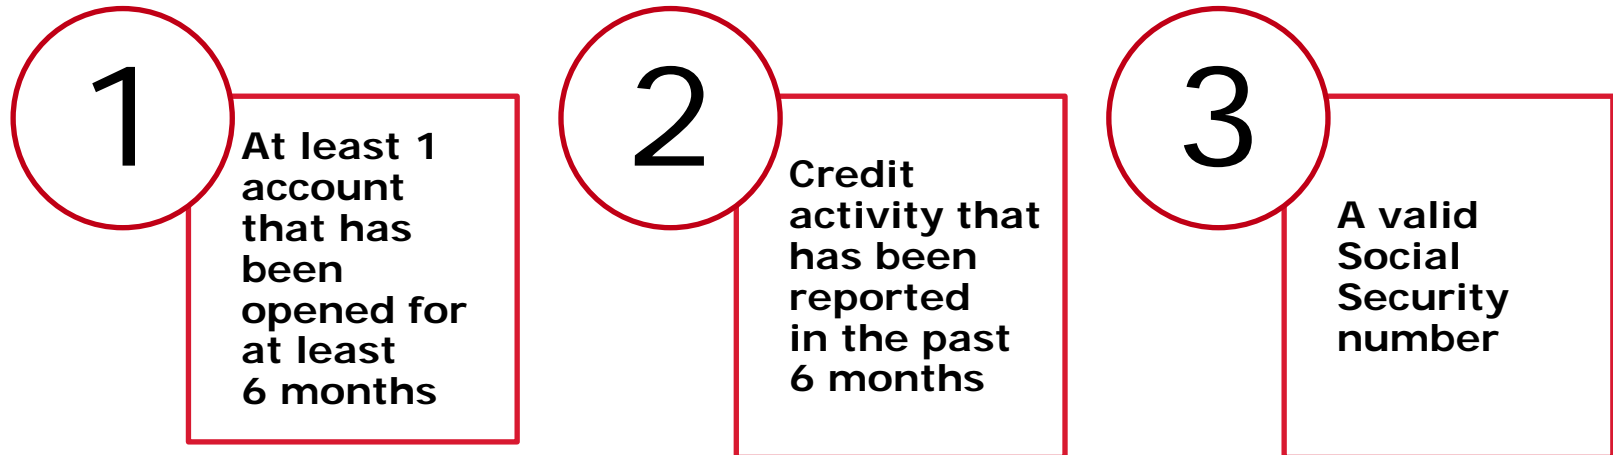 1
At least 1
account
that has
been
opened for
at least
6 months
2
Credit
activity that
has been
reported
in the past
6 months
3
A valid
Social
Security
number